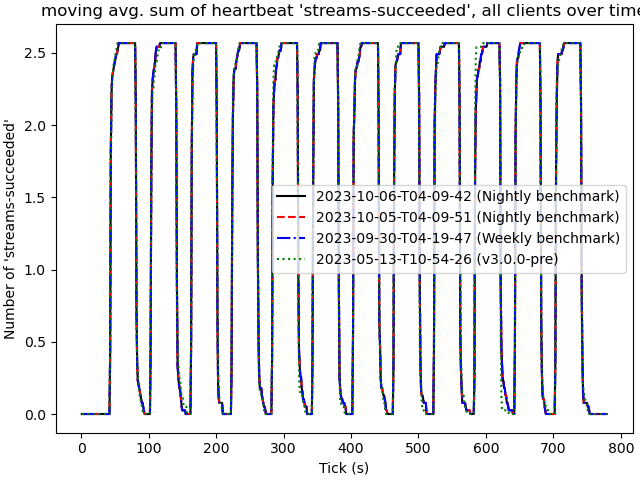 moving avg. sum of heartbeat 'streams-succeeded', all clients over time
Number of 'streams-succeeded'
2.5
2.0
1.5
1.0
0.5
0.0
2023-10-06-T04-09-42 (Nightly benchmark)
2023-10-05-T04-09-51 (Nightly benchmark)
2023-09-30-T04-19-47 (Weekly benchmark)
2023-05-13-T10-54-26 (v3.0.0-pre)
0 100 200 300 400 500 600 700 800
Tick (s)